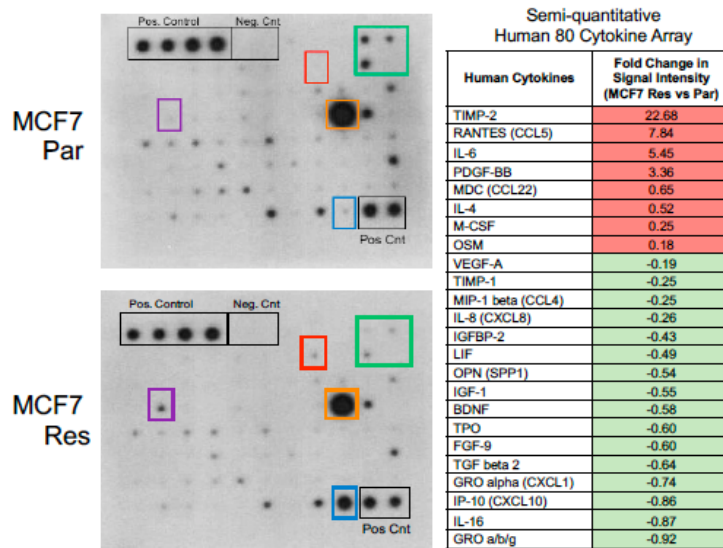 Pos. Control
Neg. Cnt
MCF7
Par
Pos Cnt
Pos. Control
Neg. Cnt
MCF7
Res
Pos Cnt
Semi-quantitative
Human 80 Cytokine Array
Human Cytokines
Fold Change in
Signal Intensity
(MCF7 Res vs Par)
TIMP-2 22.68
RANTES (CCL5) 7.84
IL-6 5.45
PDGF-BB 3.36
MDC (CCL22) 0.65
IL-4 0.52
M-CSF 0.25
OSM 0.18
VEGF-A -0.19
TIMP-1 -0.25
MIP-1 beta (CCL4) -0.25
IL-8 (CXCL8) -0.26
IGFBP-2 -0.43
LIF -0.49
OPN (SPP1) -0.54
IGF-1 -0.55
BDNF -0.58
TPO -0.60
FGF-9 -0.60
TGF beta 2 -0.64
GRO alpha (CXCL1) -0.74
IP-10 (CXCL10) -0.86
IL-16 -0.87
GRO a/b/g -0.92